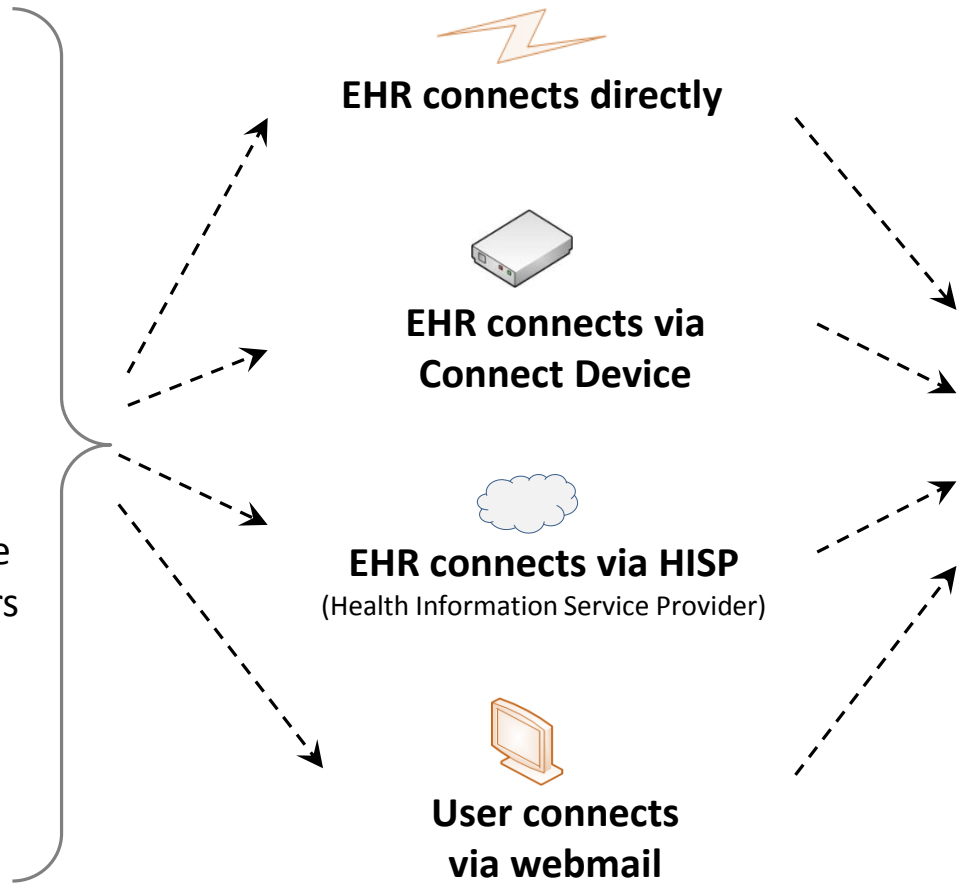 EHR connects directly
EHR connects via
Connect Device
EHR connects via HISP
(Health Information Service Provider)
User connects
via webmail